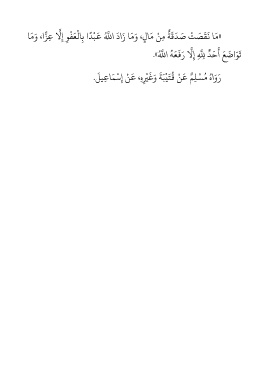 «مَا نَقَصَتْ صَدَقَةٌ مِنْ مَالٍ، وَمَا زَادَ اللَّهُ عَبْدًا بِالْعَفْوِ إِلَّا عِزًّا، وَمَا
تَوَاضَعَ أَحَدٌ لِلَّهِ إِلَّا رَفَعَهُ اللَّهُ».
رَوَاهُ مُسْلِمٌ عَنْ قُتَيْبَةَ وَغَيْرِهِ، عَنْ إِسْمَاعِيلَ.